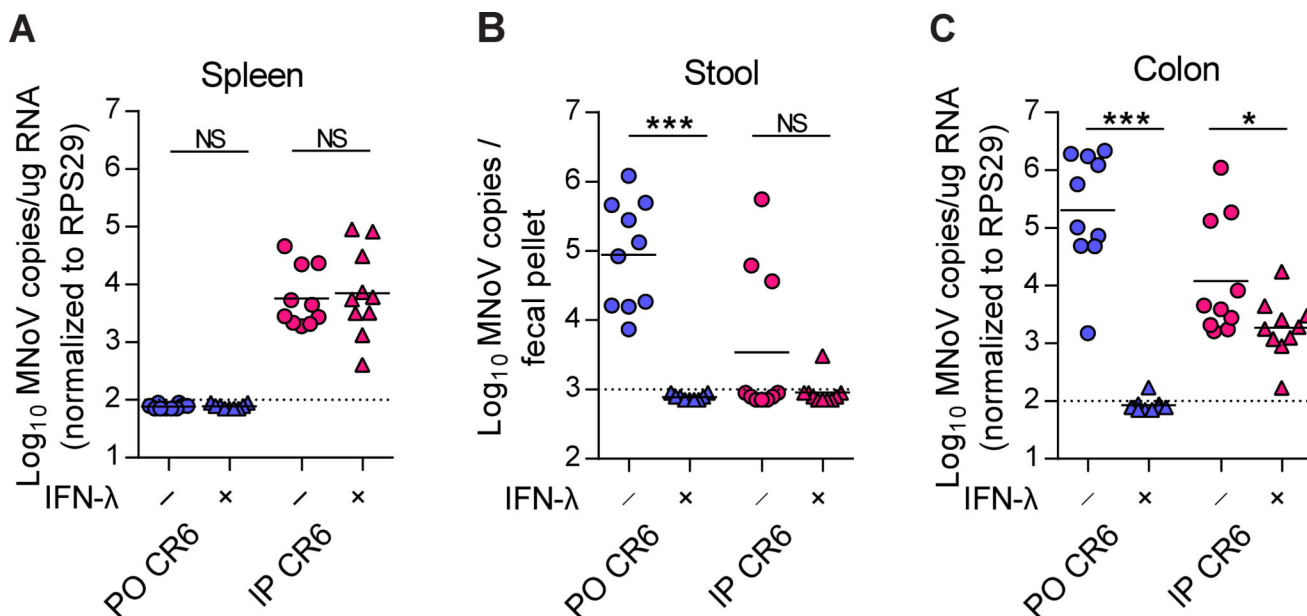 A
Spleen
Log10 MNoV copies/ug RNA
(normalized to RPS29)
7
6
5
4
3
2
1
NS
NS
IFN-λ
−
+
−
+
PO CR6
IP CR6
B
Stool
Log10 MNoV copies /
fecal pellet
7
6
5
4
3
2
***
NS
IFN-λ
−
+
−
+
PO CR6
IP CR6
C
Colon
Log10 MNoV copies/ug RNA
(normalized to RPS29)
7
6
5
4
3
2
1
***
*
IFN-λ
−
+
−
+
PO CR6
IP CR6